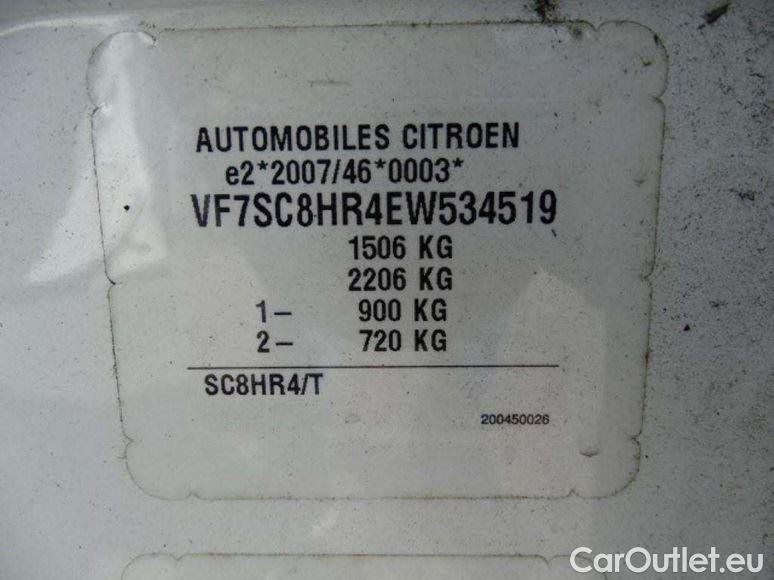 AUTOMOBILES CITROEN
e2*2007/46*0003*
VF7SC8HR4EW534519
1506 KG
2206 KG
1– 900 KG
2– 720 KG
SC8HR4/T
200450026
CarOutlet.eu